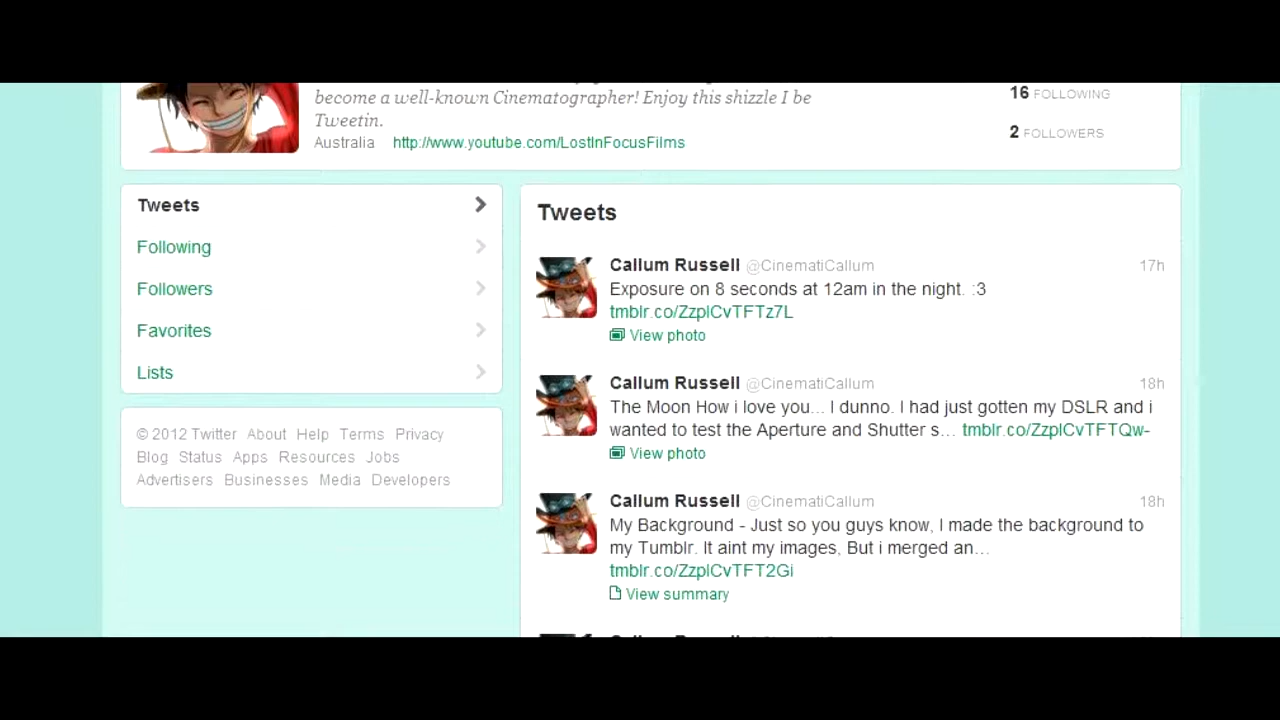 become a well-known Cinematographer! Enjoy this shizzle I be
Tweetin.
Australia http://www.youtube.com/LostInFocusFilms
16 FOLLOWING
2 FOLLOWERS
Tweets
Following
Followers
Favorites
Lists
© 2012 Twitter About Help Terms Privacy
Blog Status Apps Resources Jobs
Advertisers Businesses Media Developers
Tweets
Callum Russell @CinematiCallum 17h
Exposure on 8 seconds at 12am in the night. :3
tmblr.co/ZzplCvTFTz7L
View photo
Callum Russell @CinematiCallum 18h
The Moon How i love you... I dunno. I had just gotten my DSLR and i
wanted to test the Aperture and Shutter s... tmblr.co/ZzplCvTFTQw-
View photo
Callum Russell @CinematiCallum 18h
My Background - Just so you guys know, I made the background to
my Tumblr. It aint my images, But i merged an...
tmblr.co/ZzplCvTFT2Gi
View summary